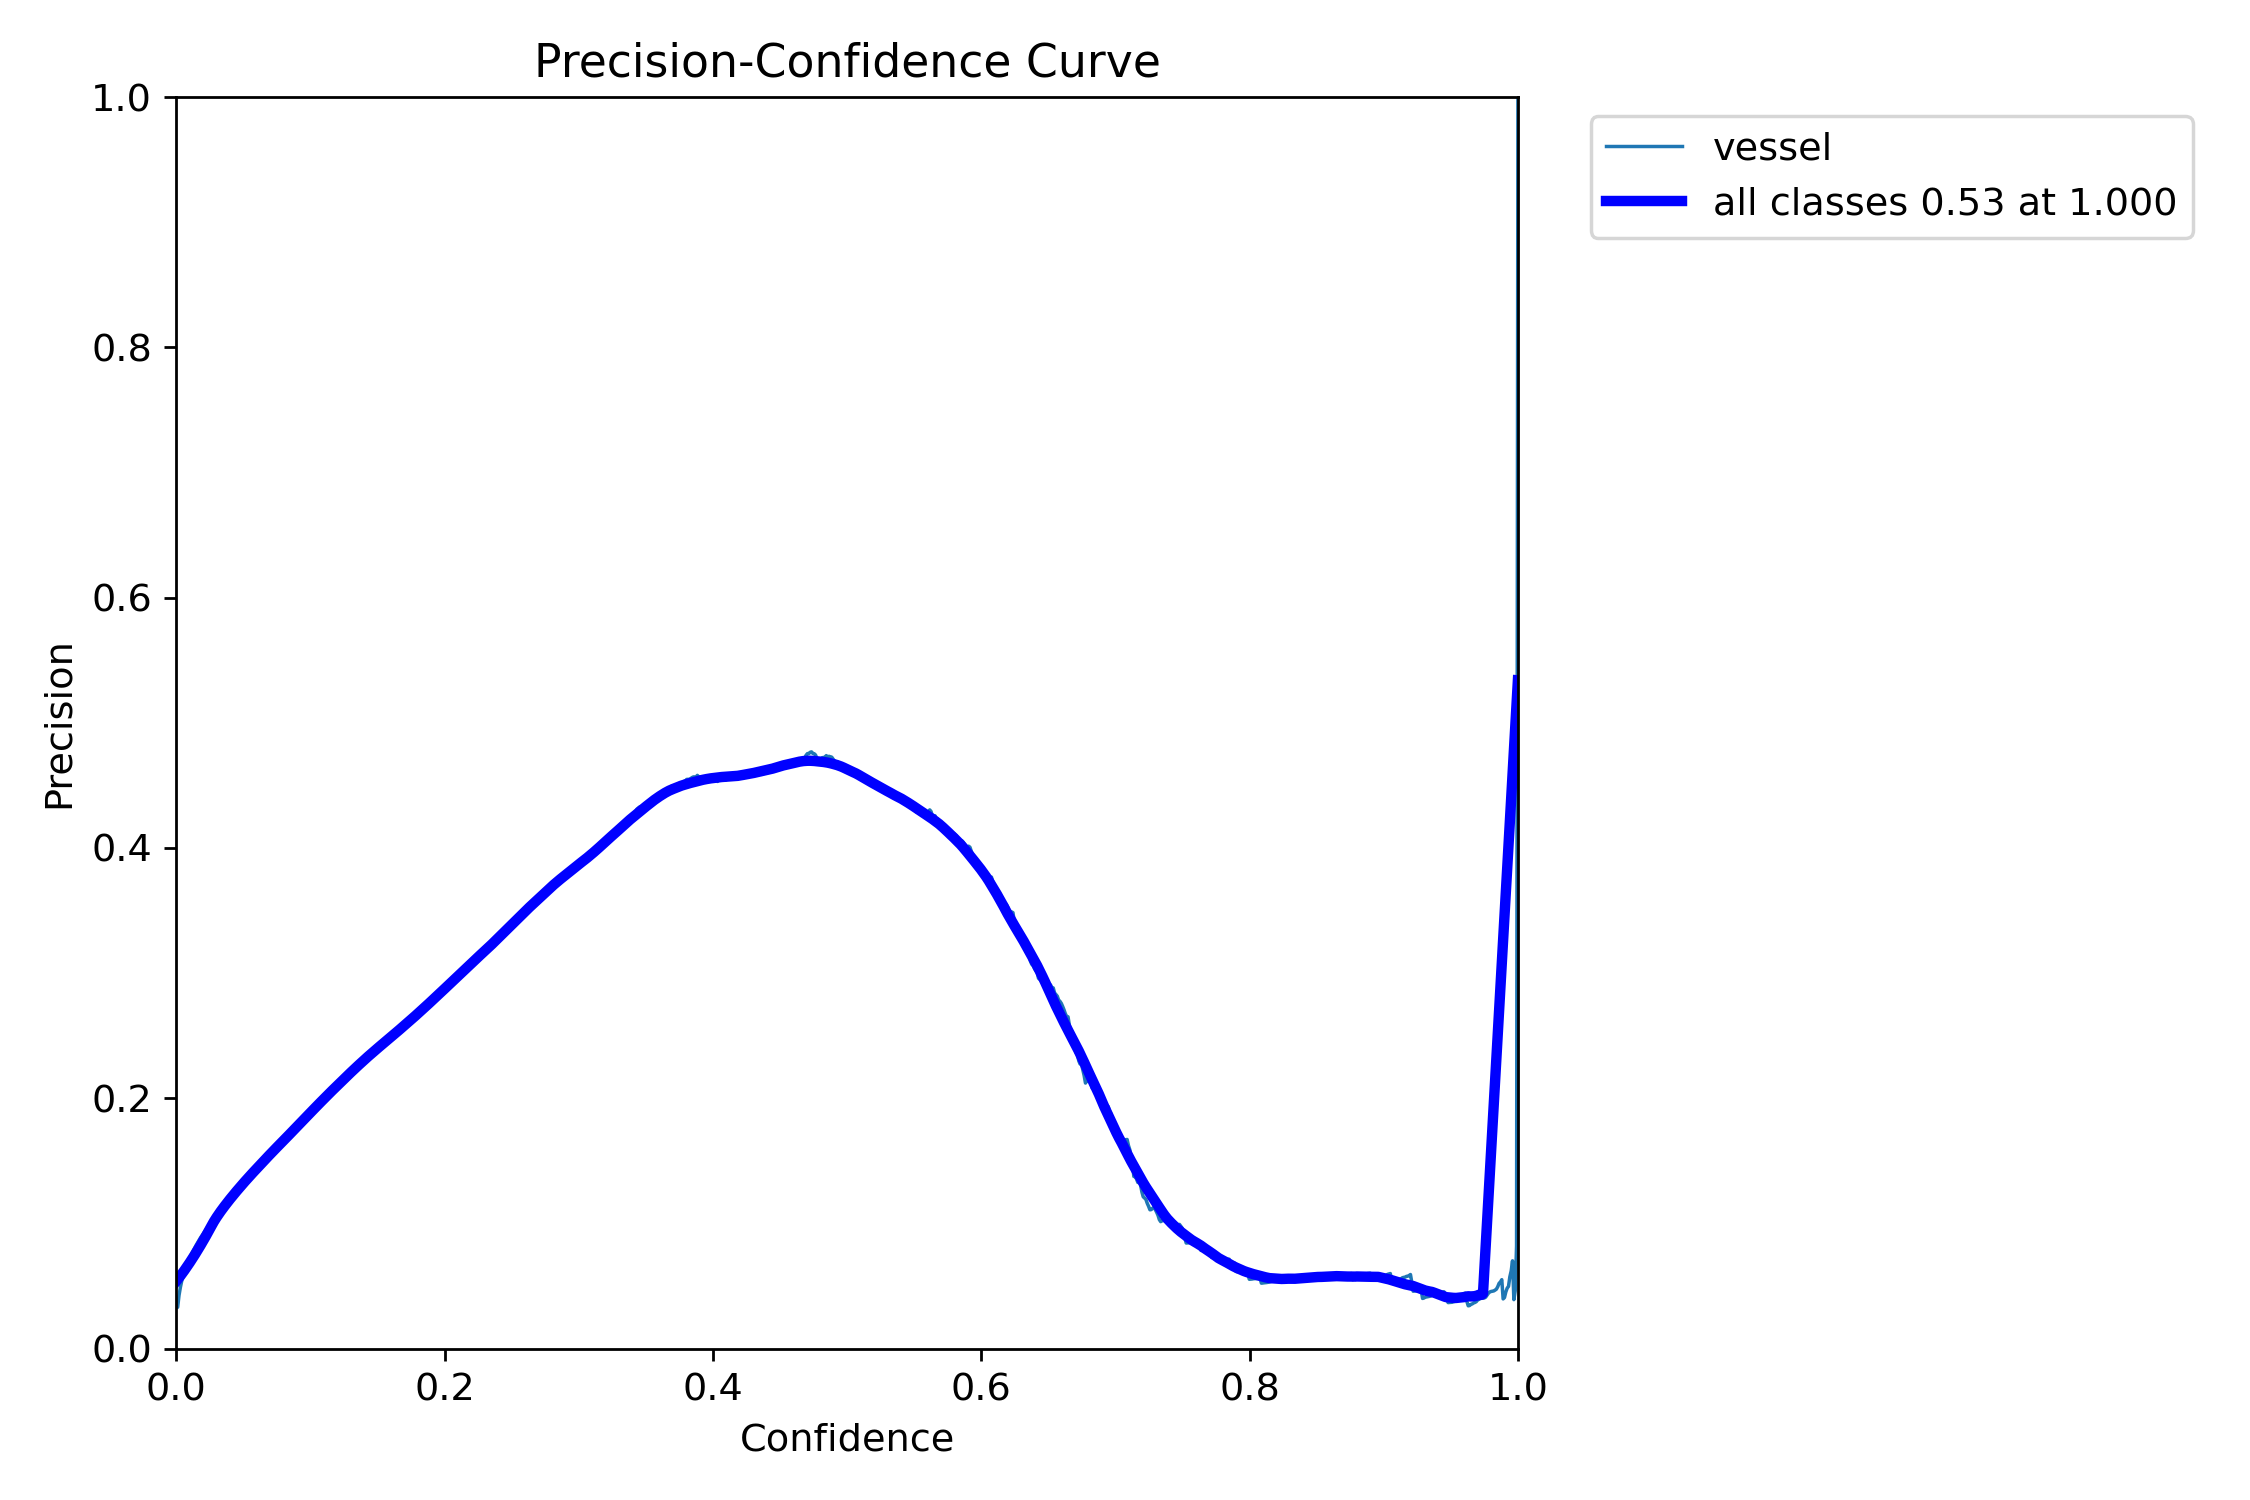 Precision-Confidence Curve
1.0
0.8
0.6
0.4
0.2
0.0
Precision
0.0 0.2 0.4 0.6 0.8 1.0
Confidence
vessel
all classes 0.53 at 1.000